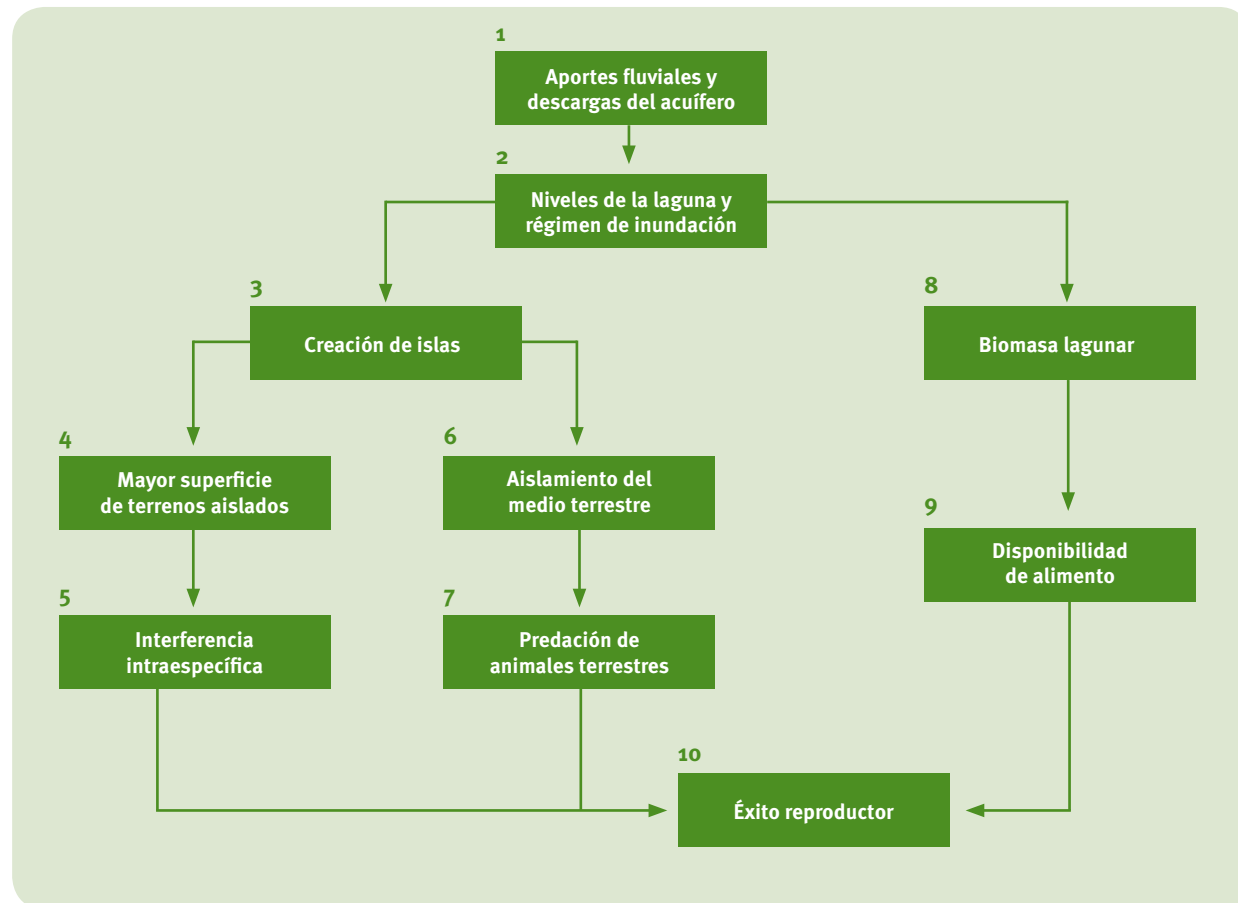 1
Aportes fluviales y
descargas del acuífero
2
Niveles de la laguna y
régimen de inundación
3
Creación de islas
8
Biomasa lagunar
4
Mayor superficie
de terrenos aislados
6
Aislamiento del
medio terrestre
9
Disponibilidad
de alimento
5
Interferencia
intraespecífica
7
Predación de
animales terrestres
10
Éxito reproductor